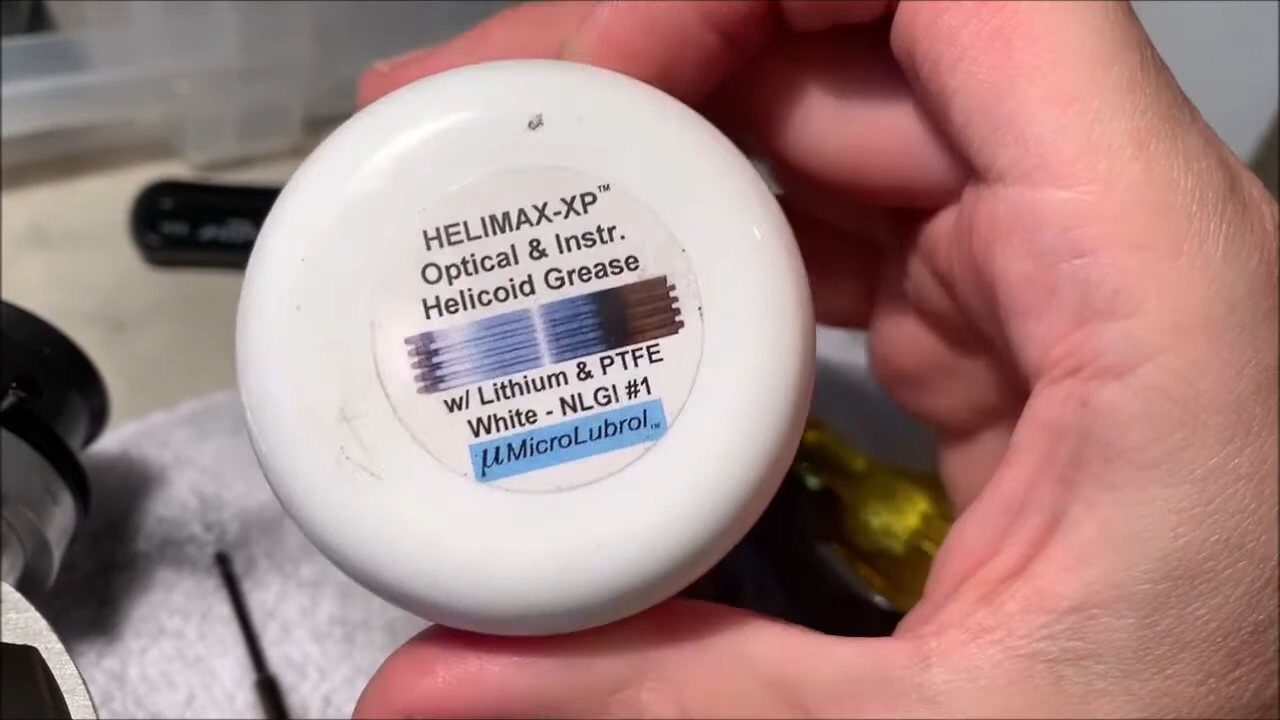 HELIMAX-XP™
Optical & Instr.
Helicoid Grease
w/ Lithium & PTFE
White - NLGI #1
µMicroLubrol™